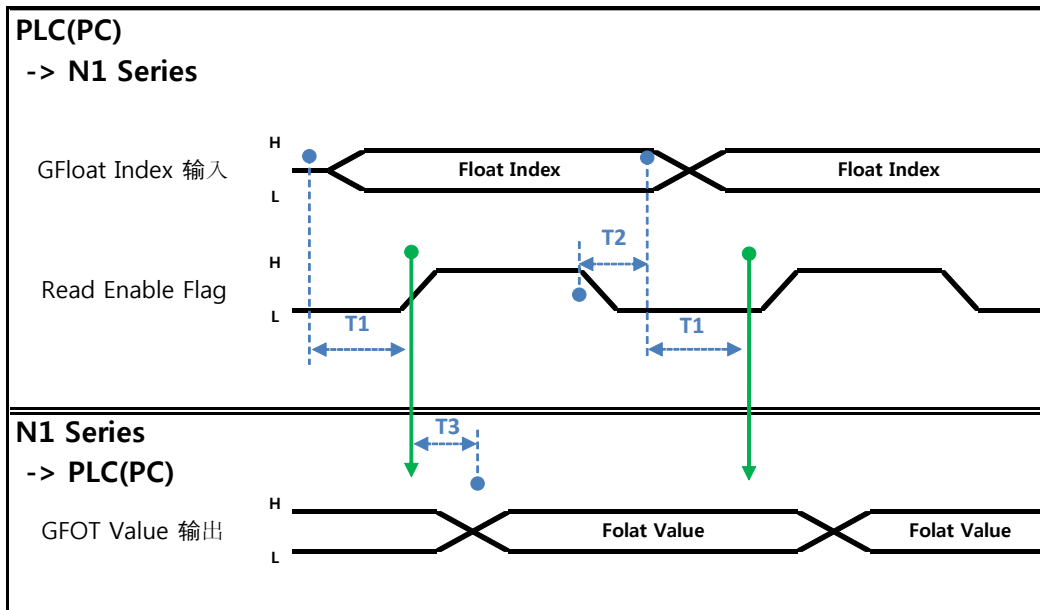 PLC(PC)
-> N1 Series
H
GFloat Index 输入
Float Index
Float Index
L
T2
H
Read Enable Flag
L
T1
T1
N1 Series
T3
-> PLC(PC)
H
GFOT Value 输出
Folat Value
Folat Value
L